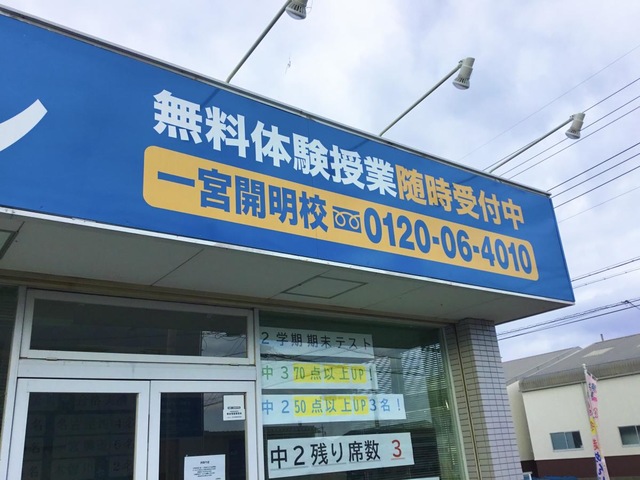 無料体験授業随時受付中
一宮開明校 0120-06-4010
2学期期末テスト
中3 70点以上UP!
中2 50点以上UP3名!
中2残り席数 3